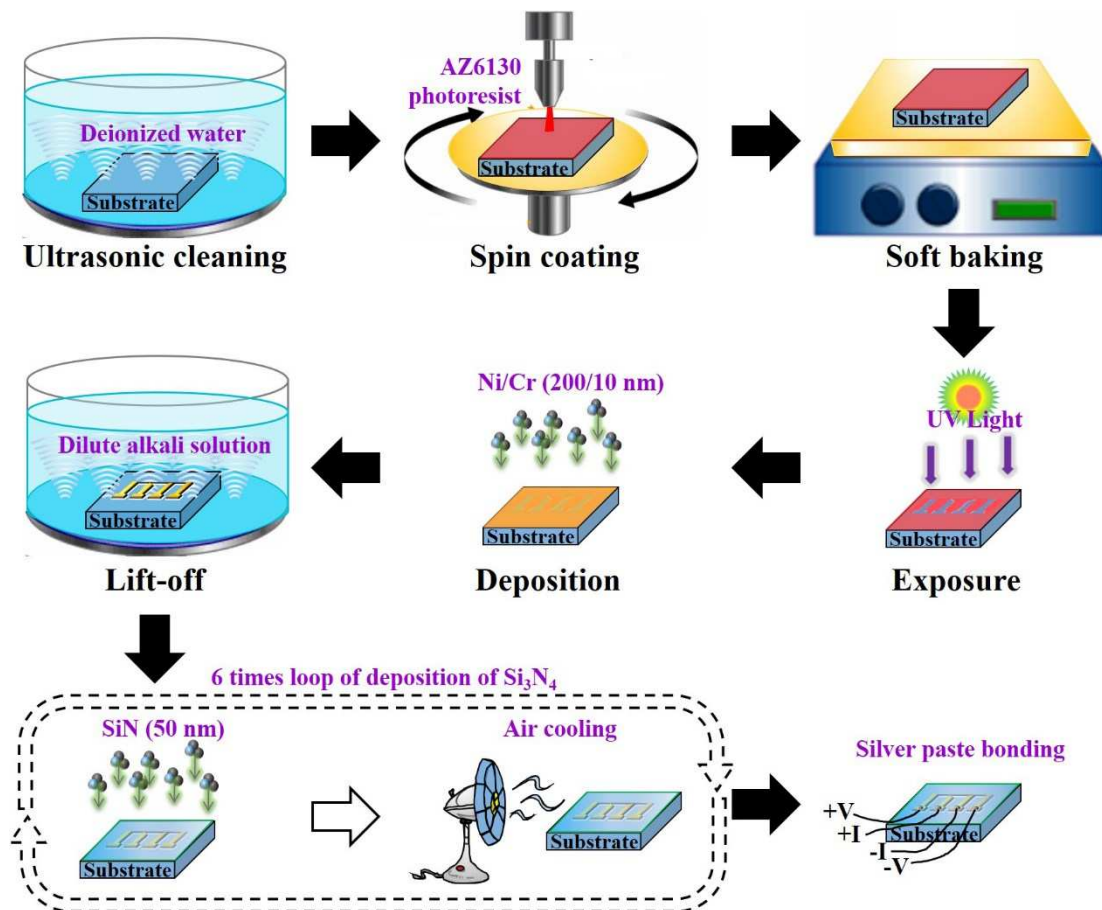 Deionized water
Substrate
Ultrasonic cleaning
AZ6130
photoresist
Substrate
Spin coating
Substrate
Soft baking
UV Light
Substrate
Exposure
Ni/Cr (200/10 nm)
Substrate
Deposition
Dilute alkali solution
Substrate
Lift-off
6 times loop of deposition of Si₃N₄
SiN (50 nm)
Substrate
Air cooling
Substrate
Silver paste bonding
+V
Substrate
+I
-I
-V